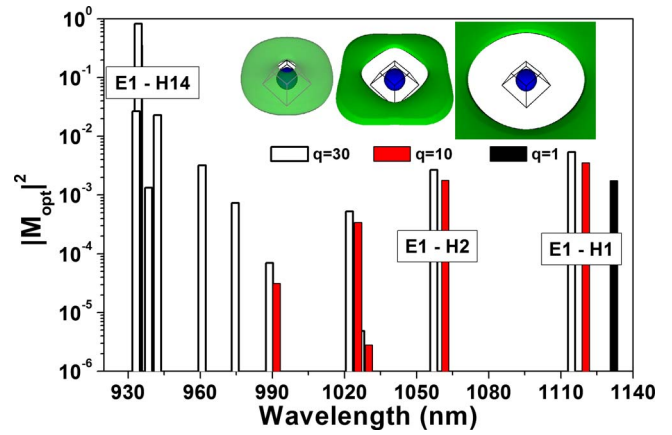 10^0
10^-1
10^-2
10^-3
10^-4
10^-5
10^-6
|M_opt|^2
E1 - H14
q=30
q=10
q=1
E1 - H2
E1 - H1
930 960 990 1020 1050 1080 1110 1140
Wavelength (nm)